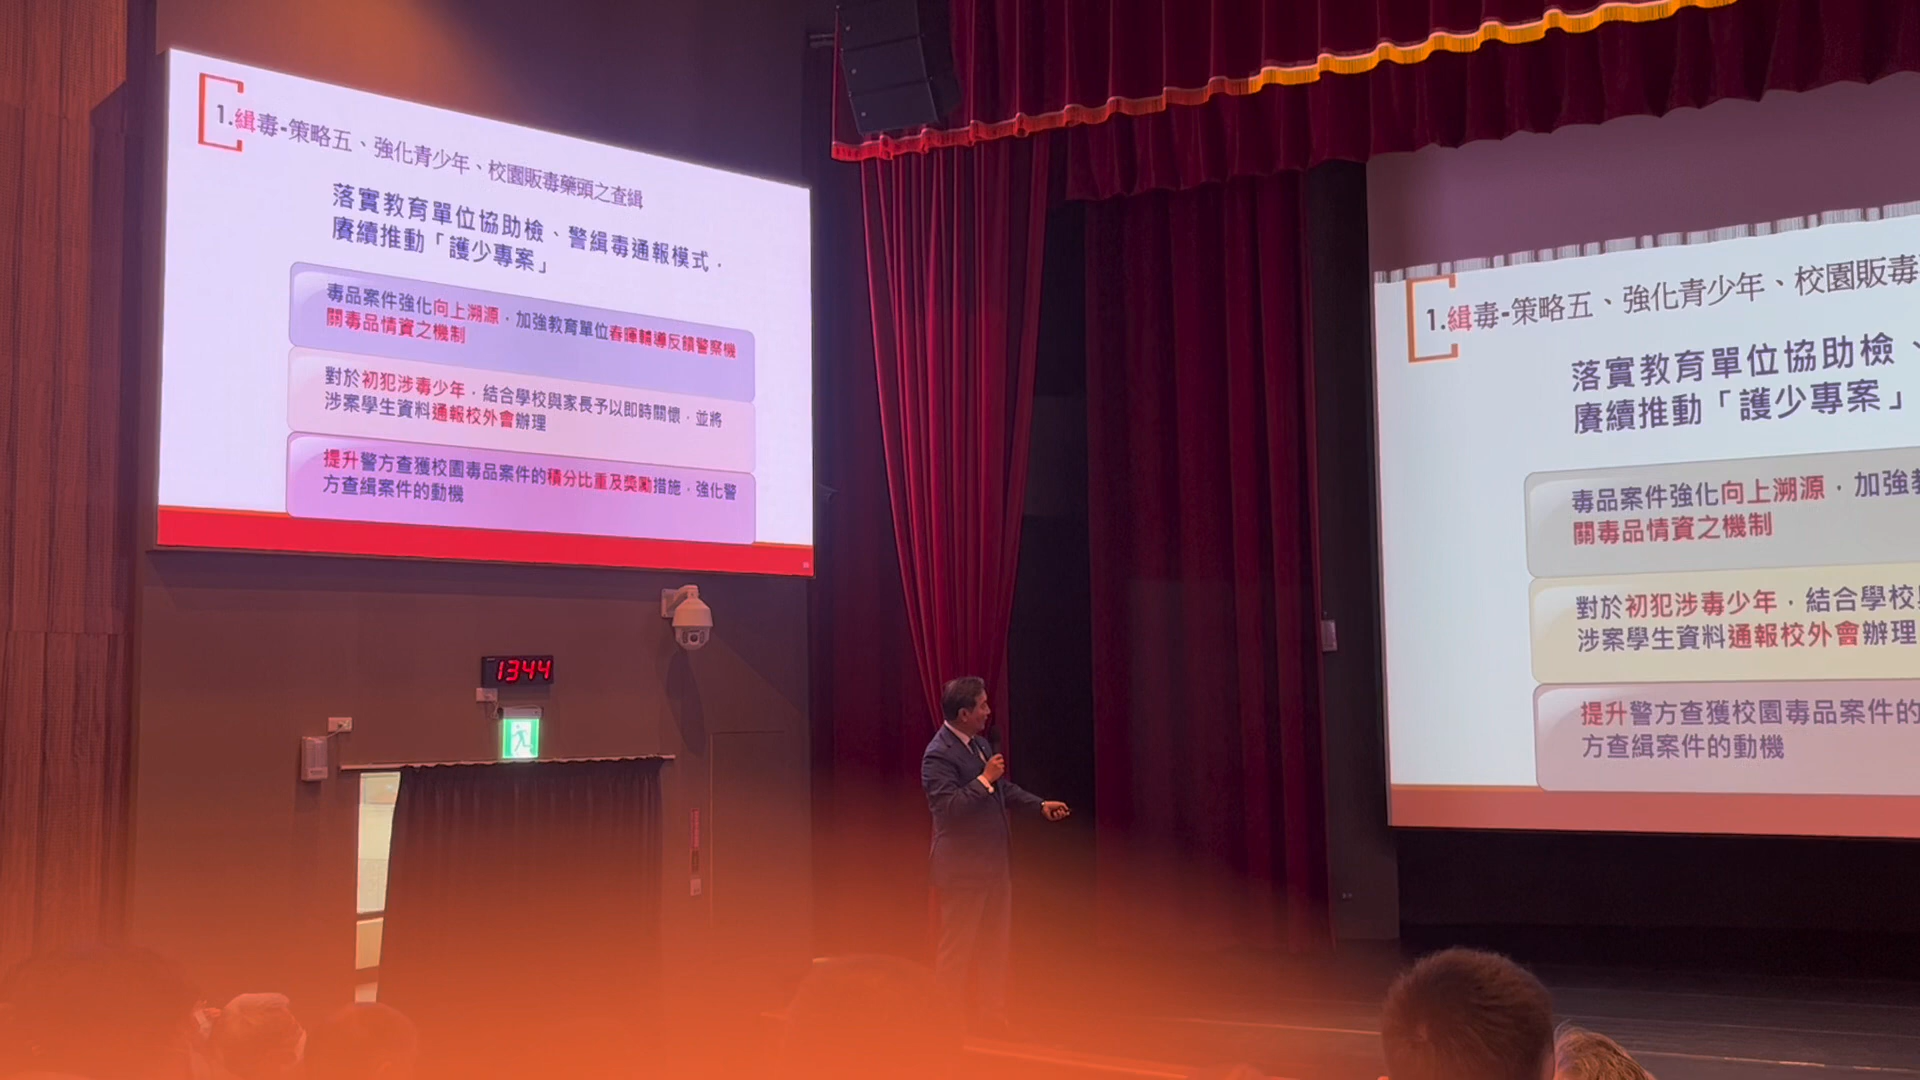 1.緝毒-策略五、強化青少年、校園販毒藥頭之查緝
落實教育單位協助檢、警緝毒通報模式，
賡續推動「護少專案」
毒品案件強化向上溯源，加強教育單位春暉輔導反饋警察機
關毒品情資之機制
對於初犯涉毒少年，結合學校與家長予以即時關懷，並將
涉案學生資料通報校外會辦理
提升警方查獲校園毒品案件的積分比重及獎勵措施，強化警
方查緝案件的動機
1344
1.緝毒-策略五、強化青少年、校園販毒
落實教育單位協助檢、
賡續推動「護少專案」
毒品案件強化向上溯源，加強
關毒品情資之機制
對於初犯涉毒少年，結合學校
涉案學生資料通報校外會辦理
提升警方查獲校園毒品案件的
方查緝案件的動機